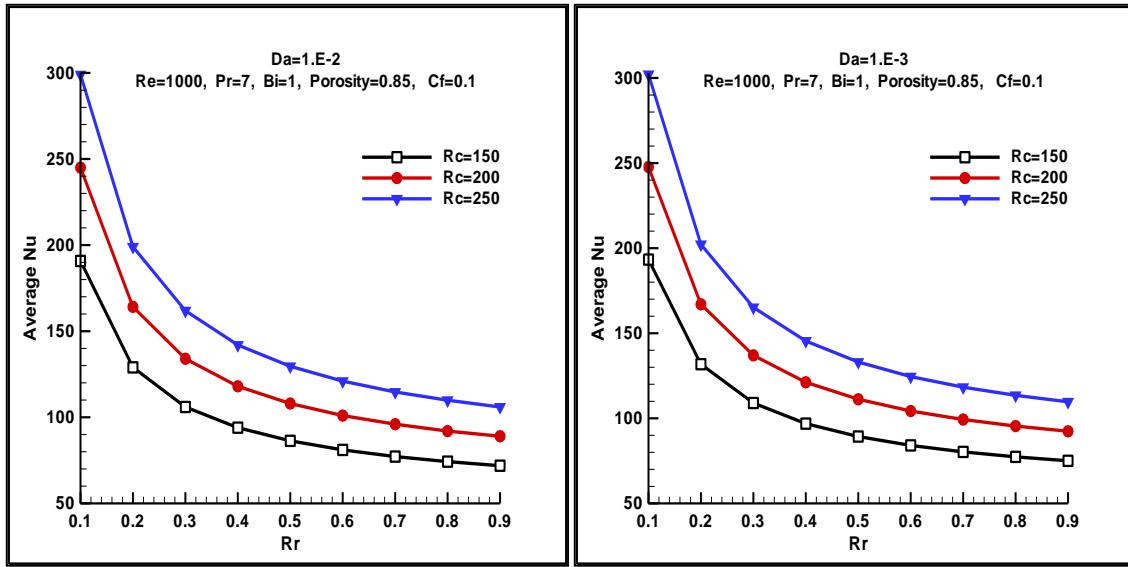 Da=1.E-2
Re=1000, Pr=7, Bi=1, Porosity=0.85, Cf=0.1
Rc=150
Rc=200
Rc=250
Average Nu
300
250
200
150
100
50
0.1 0.2 0.3 0.4 0.5 0.6 0.7 0.8 0.9
Rr
Da=1.E-3
Re=1000, Pr=7, Bi=1, Porosity=0.85, Cf=0.1
Rc=150
Rc=200
Rc=250
Average Nu
300
250
200
150
100
50
0.1 0.2 0.3 0.4 0.5 0.6 0.7 0.8 0.9
Rr